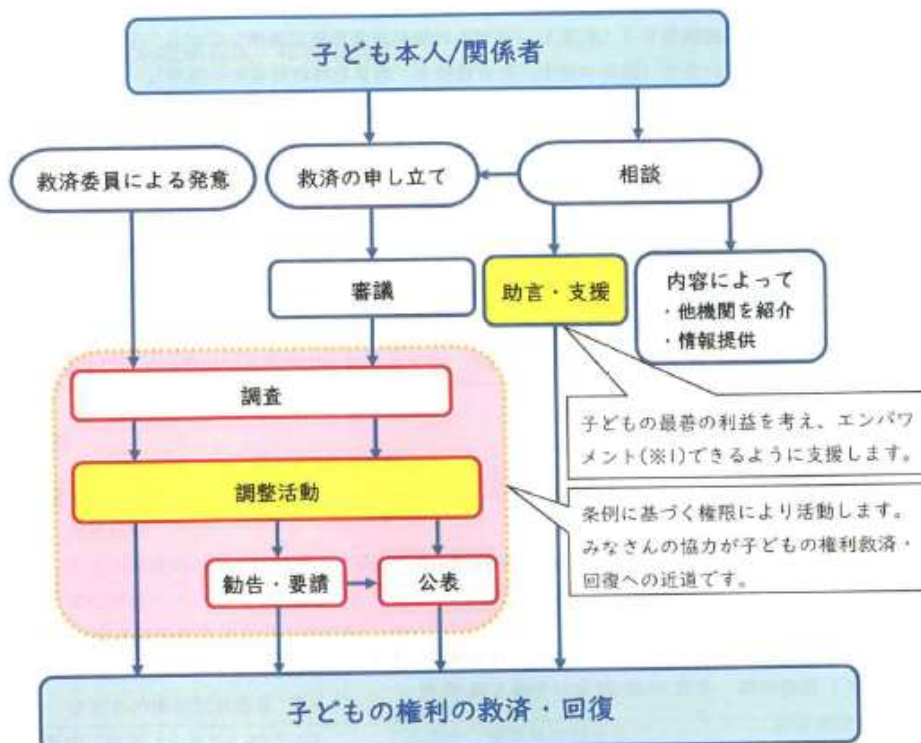 子ども本人/関係者
救済委員による発意
救済の申し立て
相談
審議
助言・支援
内容によって
・他機関を紹介
・情報提供
調査
子どもの最善の利益を考え、エンパワ
メント(※1)できるように支援します。
調整活動
条例に基づく権限により活動します。
みなさんの協力が子どもの権利救済・
回復への近道です。
勧告・要請
公表
子どもの権利の救済・回復